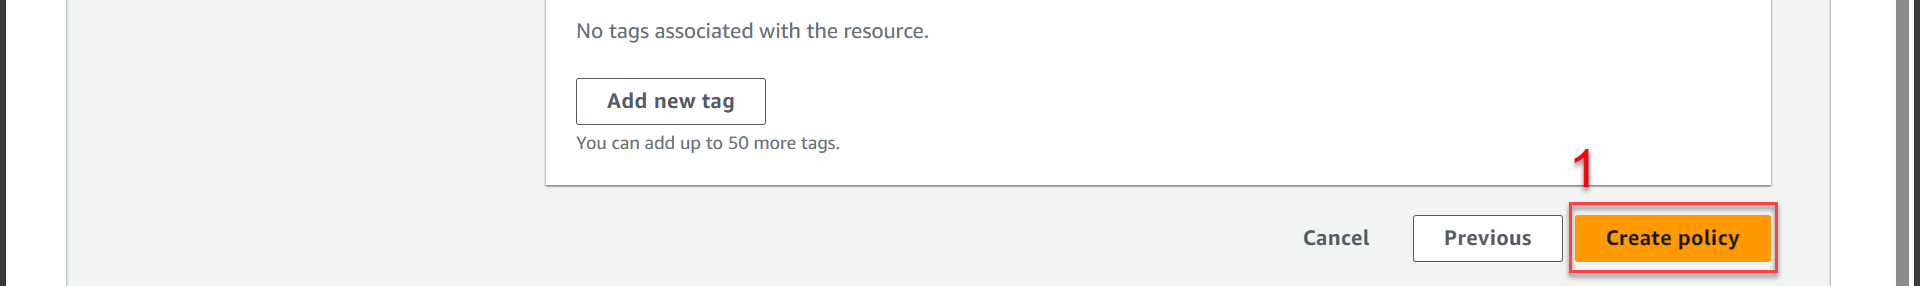 No tags associated with the resource.
Add new tag
You can add up to 50 more tags.
1
Cancel
Previous
Create policy